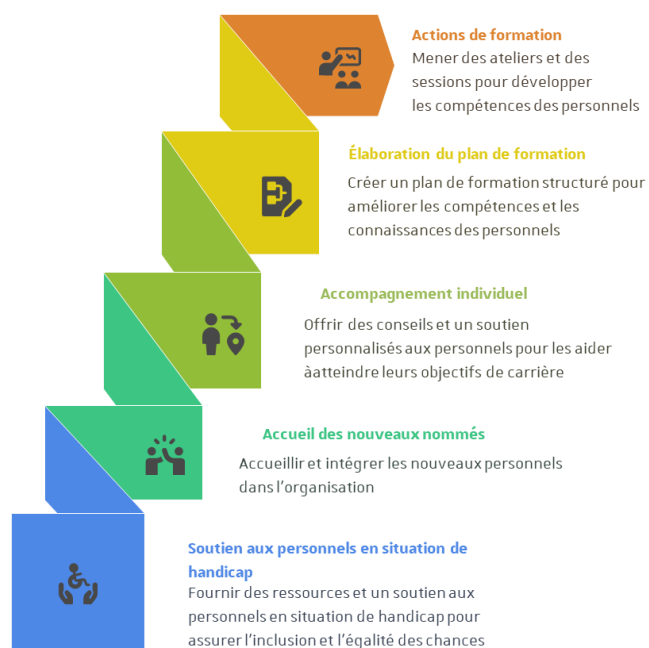 Actions de formation
Mener des ateliers et des
sessions pour développer
les compétences des personnels
Élaboration du plan de formation
Créer un plan de formation structuré pour
améliorer les compétences et les
connaissances des personnels
Accompagnement individuel
Offrir des conseils et un soutien
personnalisés aux personnels pour les aider
àatteindre leurs objectifs de carrière
Accueil des nouveaux nommés
Accueillir et intégrer les nouveaux personnels
dans l'organisation
Soutien aux personnels en situation de
handicap
Fournir des ressources et un soutien aux
personnels en situation de handicap pour
assurer l'inclusion et l'égalité des chances